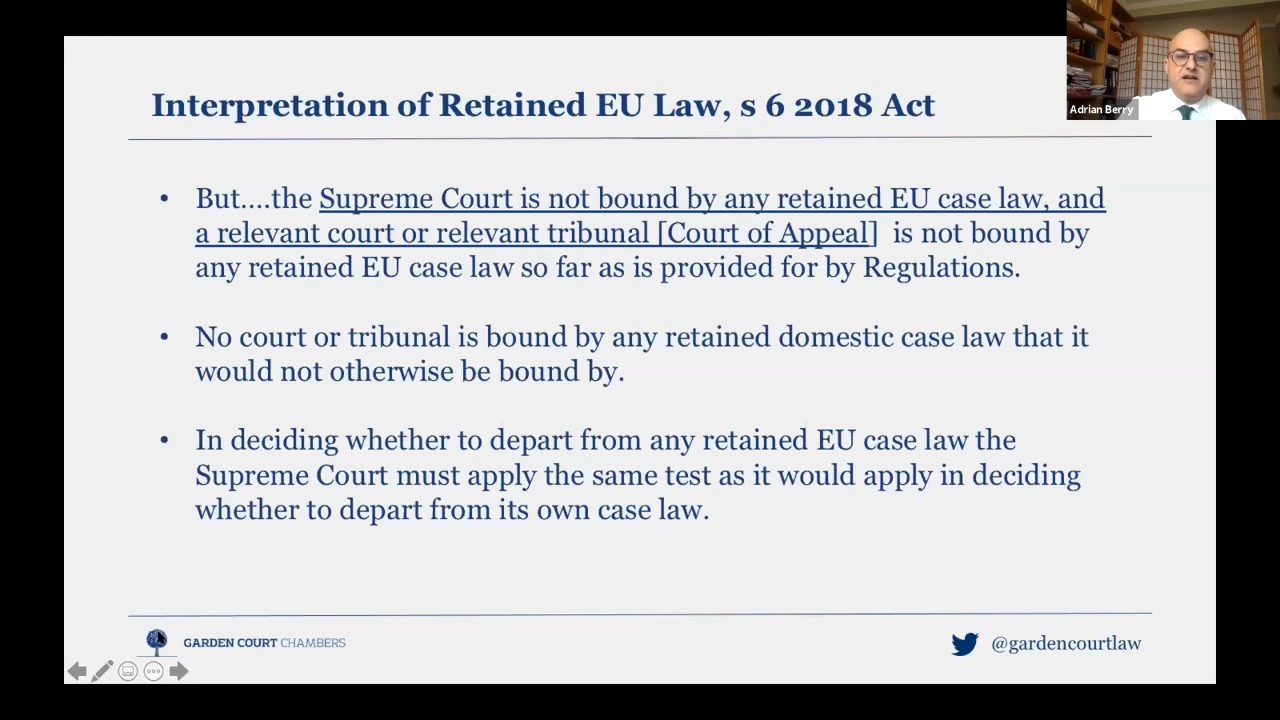 Interpretation of Retained EU Law, s 6 2018 Act
Adrian Berry
• But....the Supreme Court is not bound by any retained EU case law, and
a relevant court or relevant tribunal [Court of Appeal] is not bound by
any retained EU case law so far as is provided for by Regulations.
• No court or tribunal is bound by any retained domestic case law that it
would not otherwise be bound by.
• In deciding whether to depart from any retained EU case law the
Supreme Court must apply the same test as it would apply in deciding
whether to depart from its own case law.
GARDEN COURT CHAMBERS
@gardencourtlaw